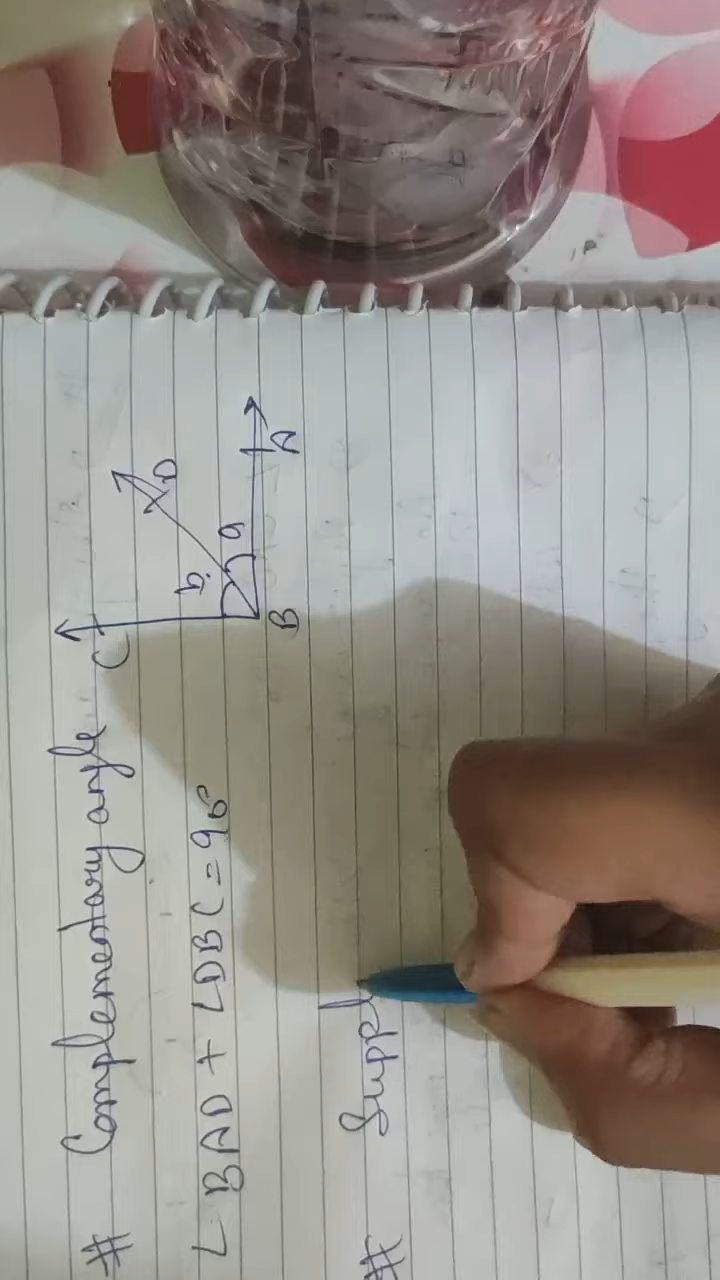 # Complementary angle
∠BAD + ∠DBC = 90°
C
b
D
a
B
A
# Suppl